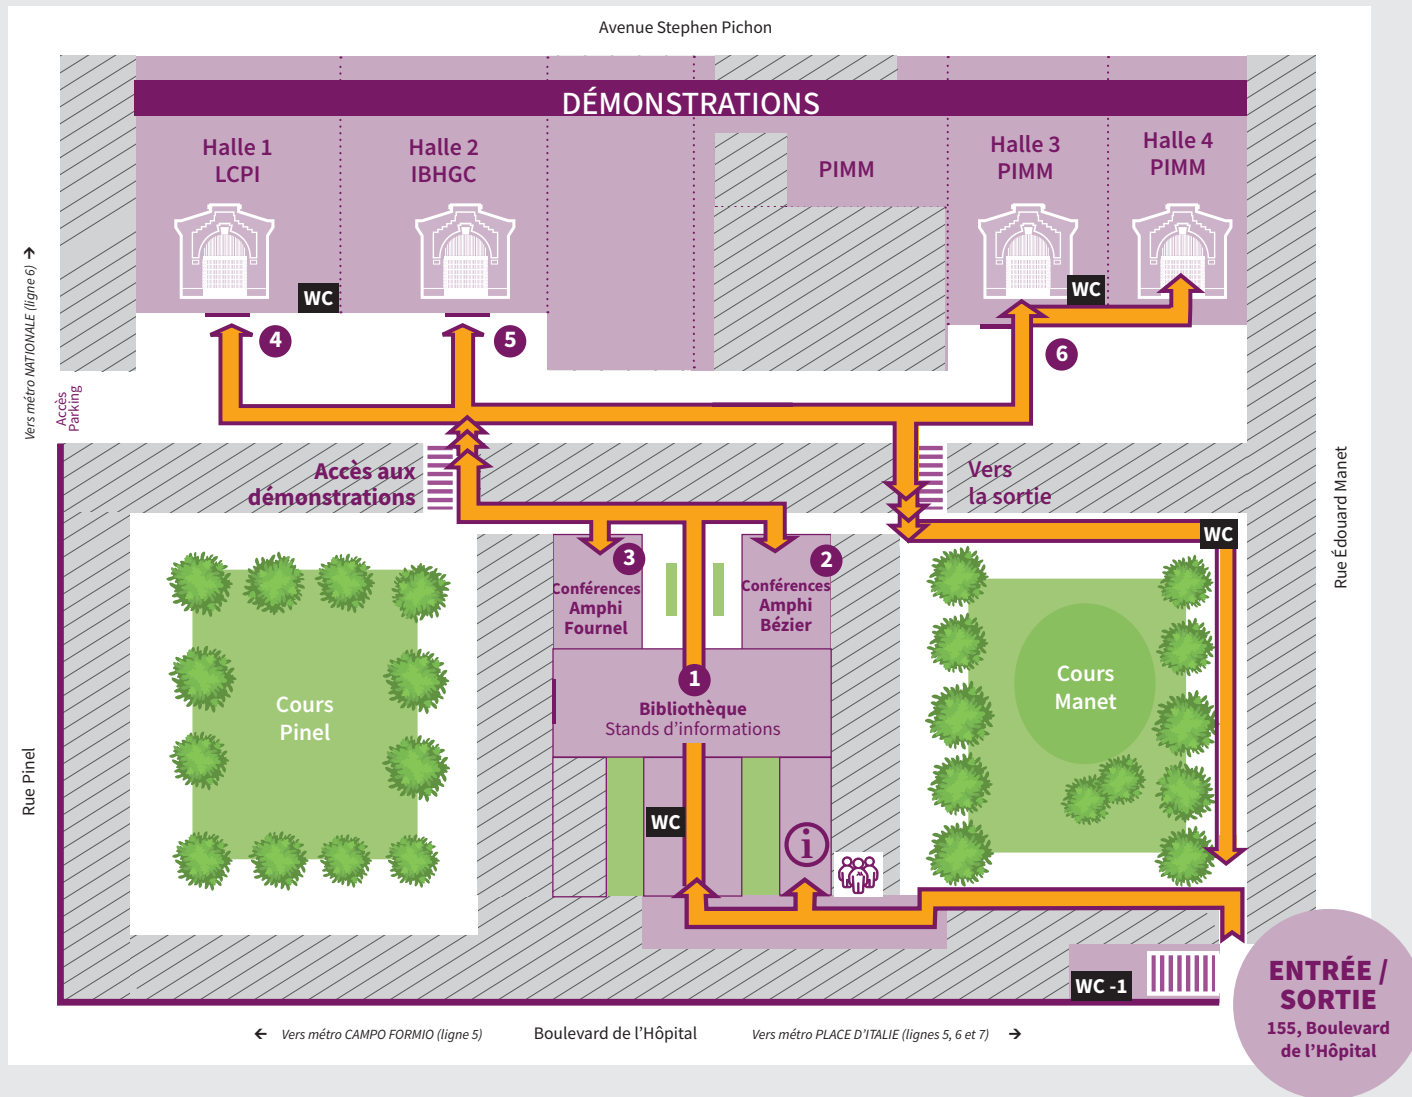 Avenue Stephen Pichon
DÉMONSTRATIONS
Halle 1
LCPI
Halle 2
IBHGC
PIMM
Halle 3
PIMM
Halle 4
PIMM
WC
WC
4
5
6
Vers métro NATIONALE (ligne 6) →
Accès
Parking
Accès aux
démonstrations
Vers
la sortie
WC
Rue Édouard Manet
3
Conférences
Amphi
Fournel
2
Conférences
Amphi
Bézier
1
Bibliothèque
Stands d’informations
Cours
Pinel
Cours
Manet
Rue Pinel
WC
i
WC -1
ENTRÉE /
SORTIE
155, Boulevard
de l’Hôpital
← Vers métro CAMPO FORMIO (ligne 5)
Boulevard de l’Hôpital
Vers métro PLACE D’ITALIE (lignes 5, 6 et 7) →